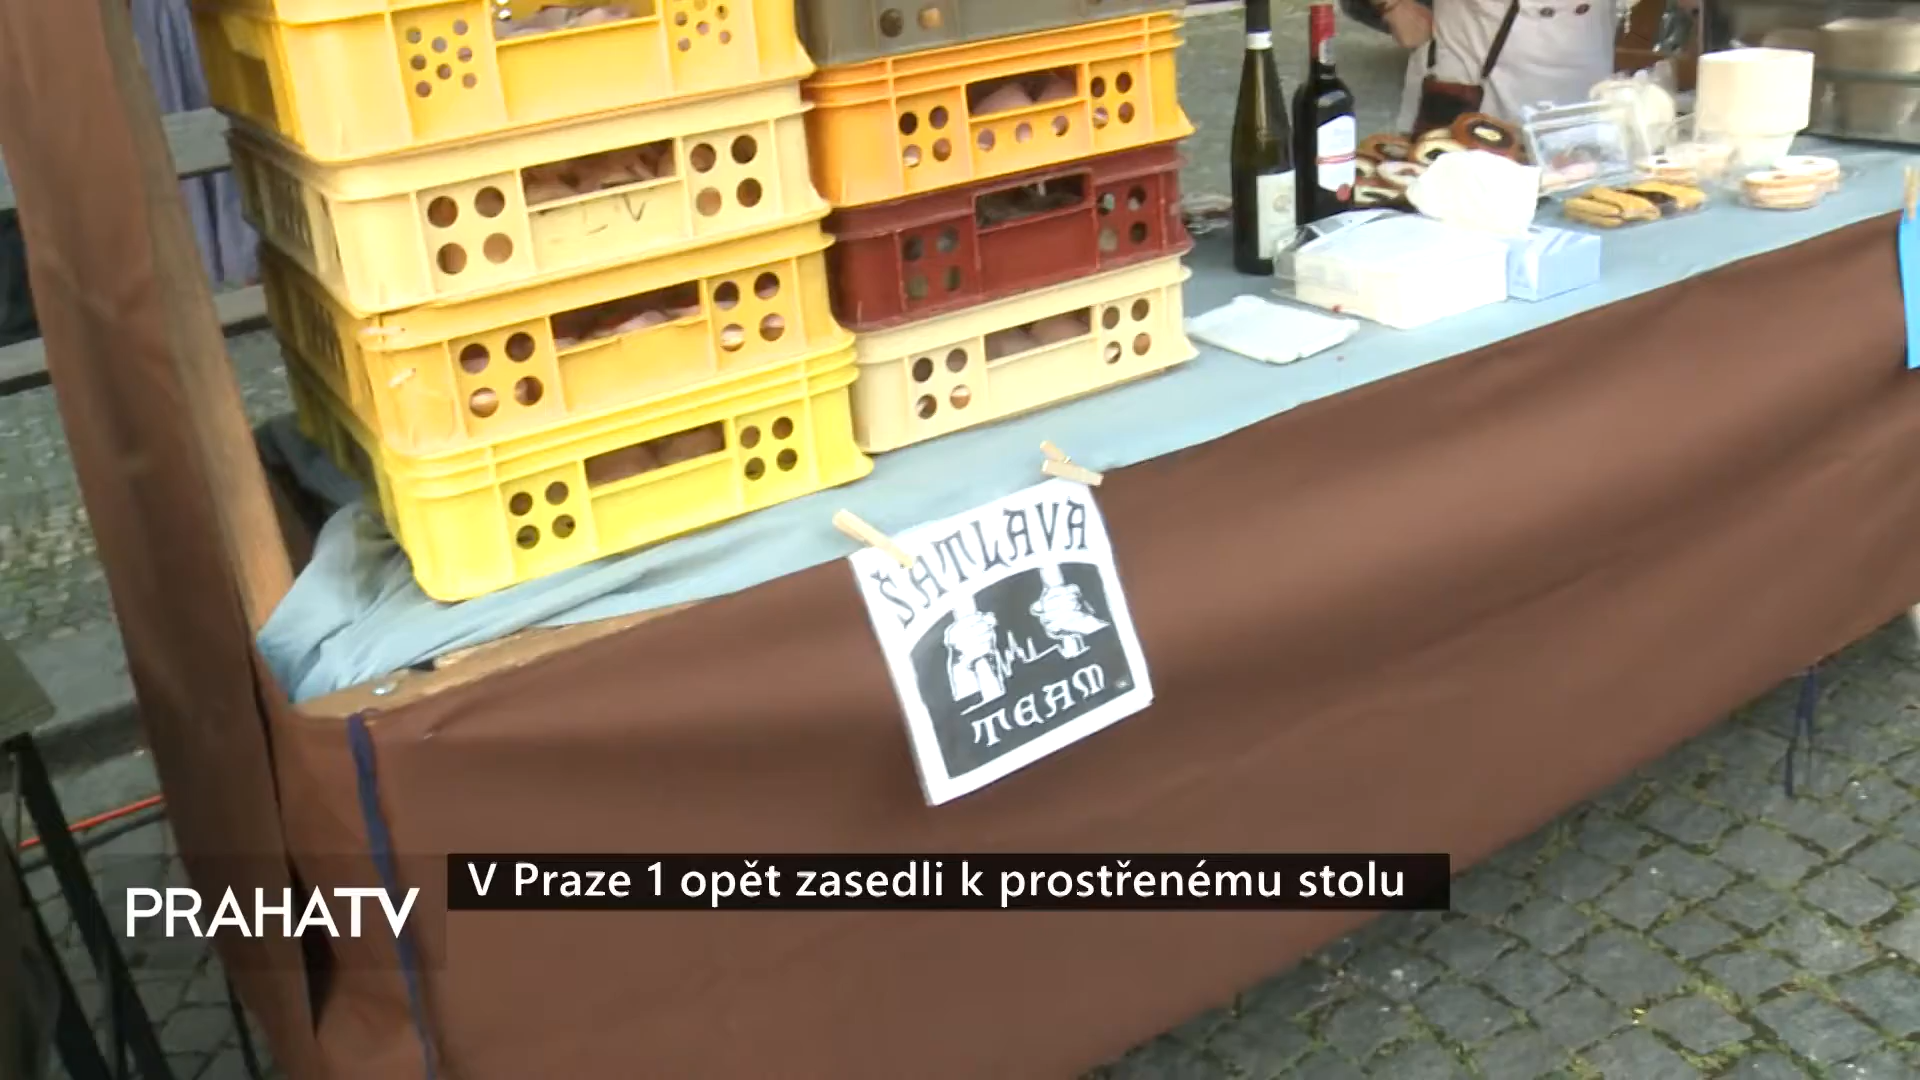 ŠATLAVA
TEAM
V Praze 1 opět zasedli k prostřenému stolu
PRAHATV